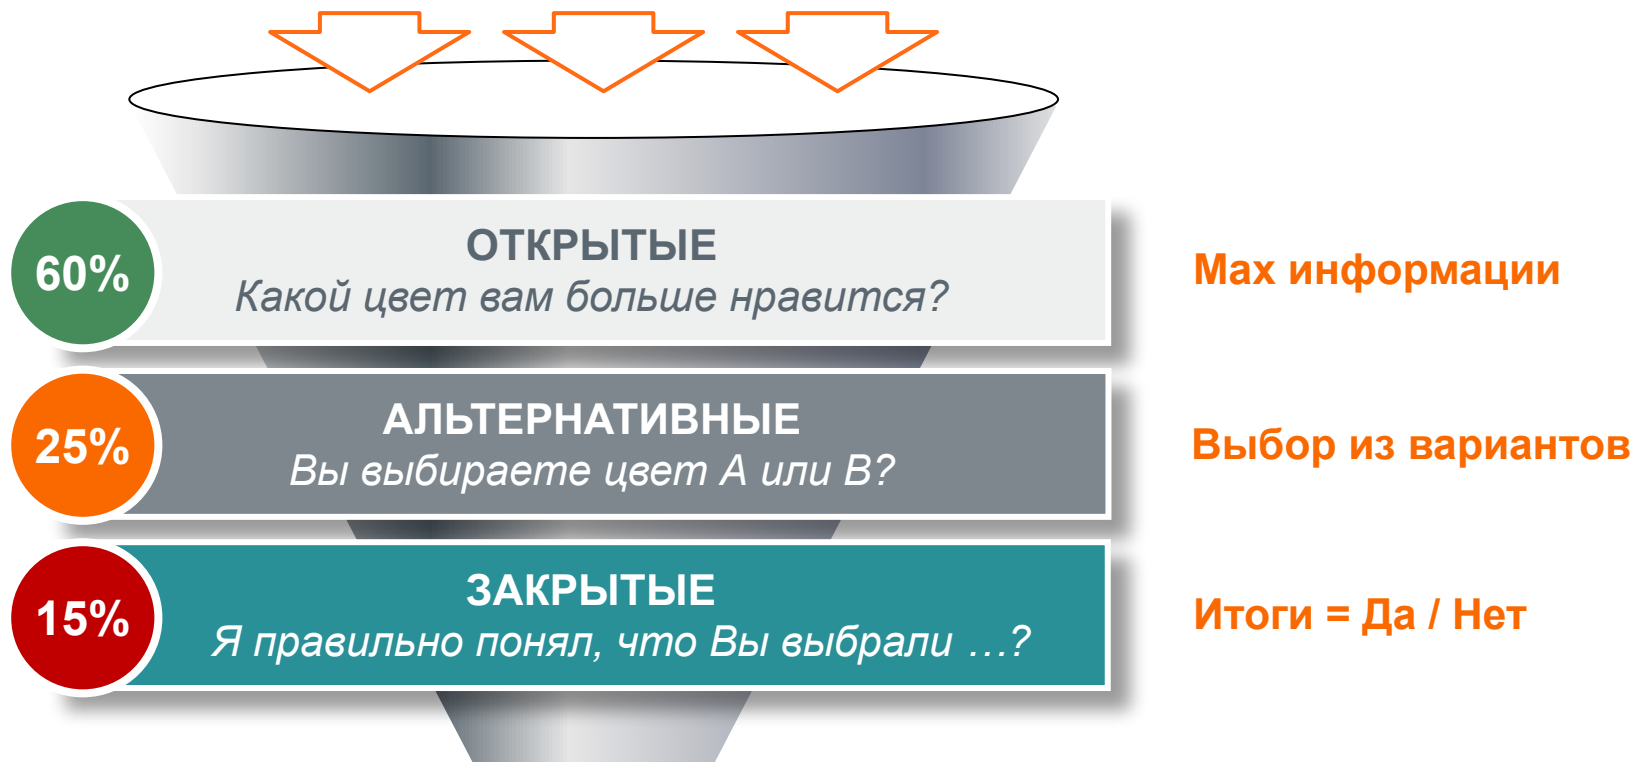 60%
ОТКРЫТЫЕ
Какой цвет вам больше нравится?
Мах информации
25%
АЛЬТЕРНАТИВНЫЕ
Вы выбираете цвет А или В?
Выбор из вариантов
15%
ЗАКРЫТЫЕ
Я правильно понял, что Вы выбрали …?
Итоги = Да / Нет